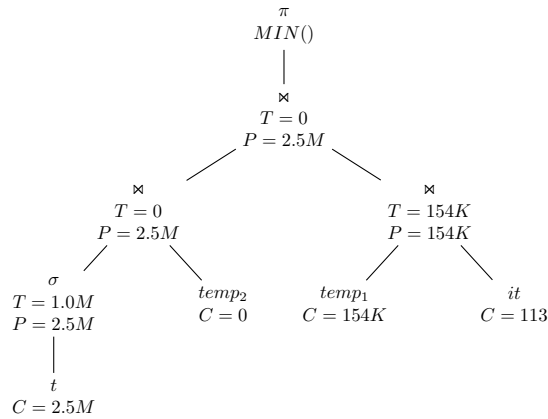 π
MIN()
⋈
T = 0
P = 2.5M
⋈
T = 0
P = 2.5M
⋈
T = 154K
P = 154K
σ
T = 1.0M
P = 2.5M
temp₂
C = 0
temp₁
C = 154K
it
C = 113
t
C = 2.5M